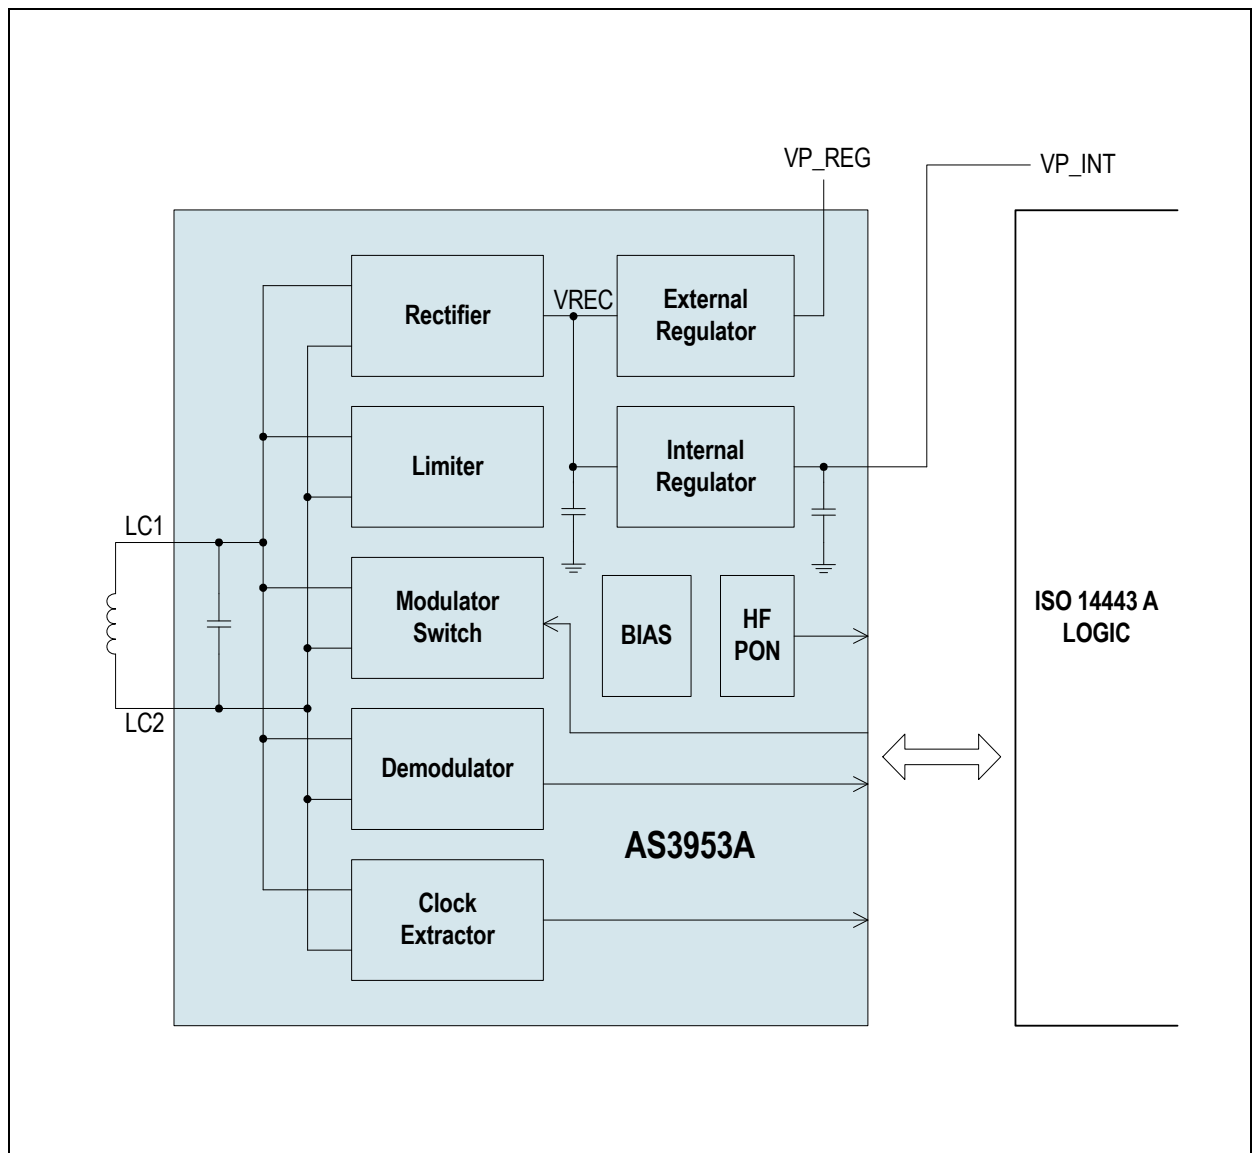 VP_REG
VP_INT
Rectifier
VREC
External
Regulator
Limiter
Internal
Regulator
LC1
Modulator
Switch
BIAS
HF
PON
ISO 14443 A
LOGIC
LC2
Demodulator
AS3953A
Clock
Extractor